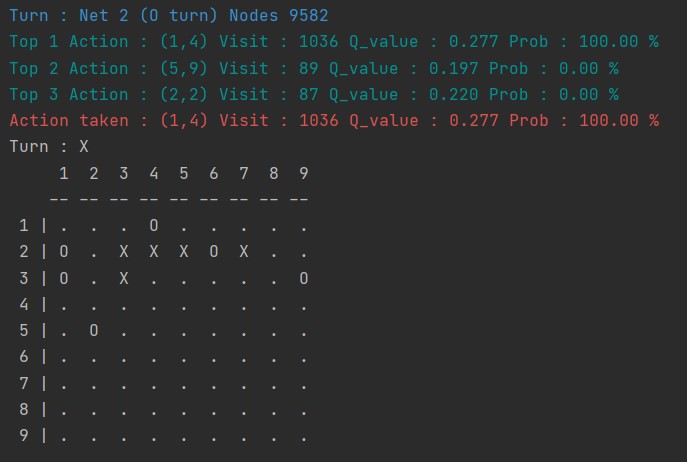 Turn : Net 2 (O turn) Nodes 9582
Top 1 Action : (1,4) Visit : 1036 Q_value : 0.277 Prob : 100.00 %
Top 2 Action : (5,9) Visit : 89 Q_value : 0.197 Prob : 0.00 %
Top 3 Action : (2,2) Visit : 87 Q_value : 0.220 Prob : 0.00 %
Action taken : (1,4) Visit : 1036 Q_value : 0.277 Prob : 100.00 %
Turn : X
      1  2  3  4  5  6  7  8  9
     -- -- -- -- -- -- -- -- --
 1 |  .  .  .  O  .  .  .  .  .
 2 |  O  .  X  X  X  O  X  .  .
 3 |  O  .  X  .  .  .  .  .  O
 4 |  .  .  .  .  .  .  .  .  .
 5 |  .  O  .  .  .  .  .  .  .
 6 |  .  .  .  .  .  .  .  .  .
 7 |  .  .  .  .  .  .  .  .  .
 8 |  .  .  .  .  .  .  .  .  .
 9 |  .  .  .  .  .  .  .  .  .